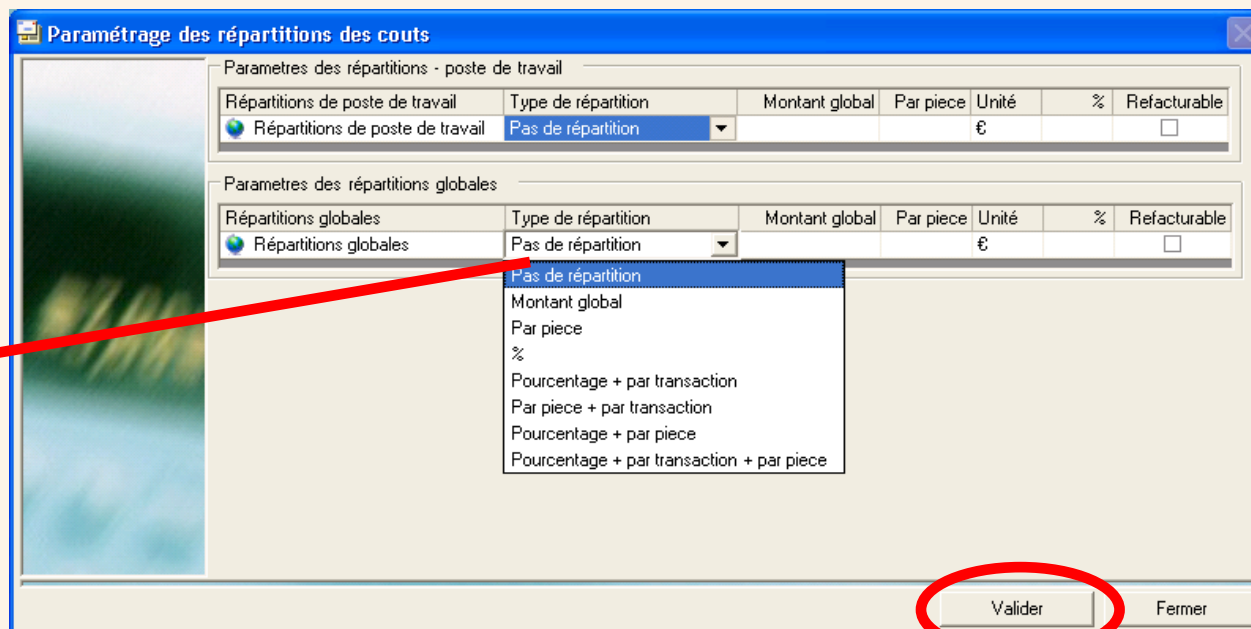 Paramétrage des répartitions des couts
Parametres des répartitions - poste de travail
Répartitions de poste de travail Type de répartition Montant global Par piece Unité % Refacturable
Répartitions de poste de travail Pas de répartition €
Parametres des répartitions globales
Répartitions globales Type de répartition Montant global Par piece Unité % Refacturable
Répartitions globales Pas de répartition €
Pas de répartition
Montant global
Par piece
%
Pourcentage + par transaction
Par piece + par transaction
Pourcentage + par piece
Pourcentage + par transaction + par piece
Valider Fermer